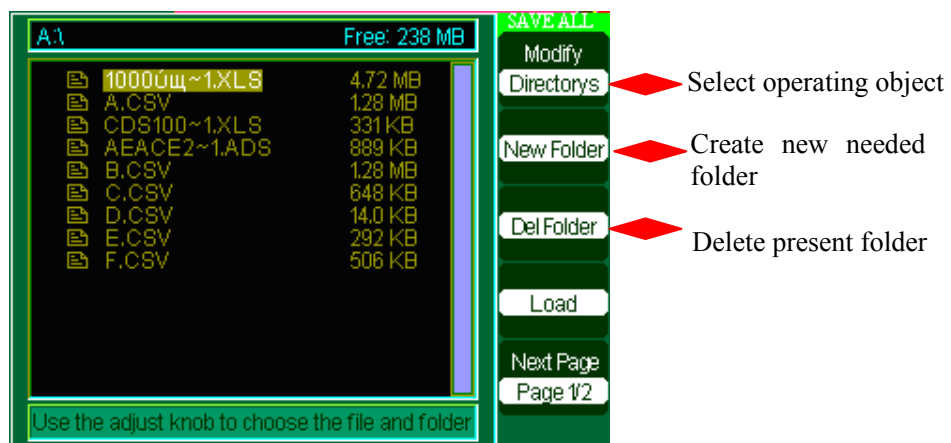 A:\ Free: 238 MB
1000úщ~1.XLS 4.72 MB
A.CSV 1.28 MB
CDS100~1.XLS 331 KB
AEACE2~1.ADS 889 KB
B.CSV 1.28 MB
C.CSV 648 KB
D.CSV 14.0 KB
E.CSV 292 KB
F.CSV 506 KB
Use the adjust knob to choose the file and folder
SAVE ALL
Modify
Directorys
New Folder
Del Folder
Load
Next Page
Page 1/2
Select operating object
Create new needed
folder
Delete present folder